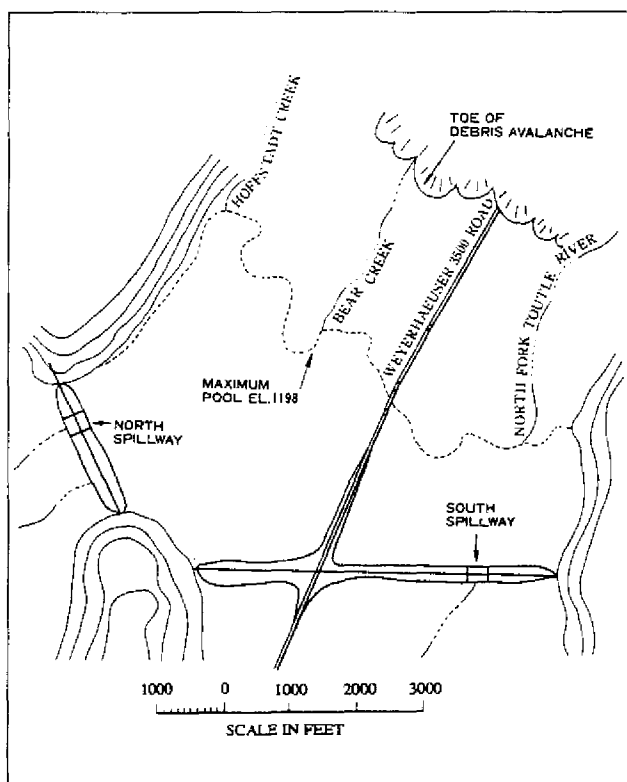 HOFFSTADT CREEK
TOE OF
DEBRIS AVALANCHE
BEAR CREEK
WEYERHAEUSER 3500 ROAD
NORTH FORK TOUTLE RIVER
MAXIMUM
POOL EL.1198
NORTH
SPILLWAY
SOUTH
SPILLWAY
1000 0 1000 2000 3000
SCALE IN FEET